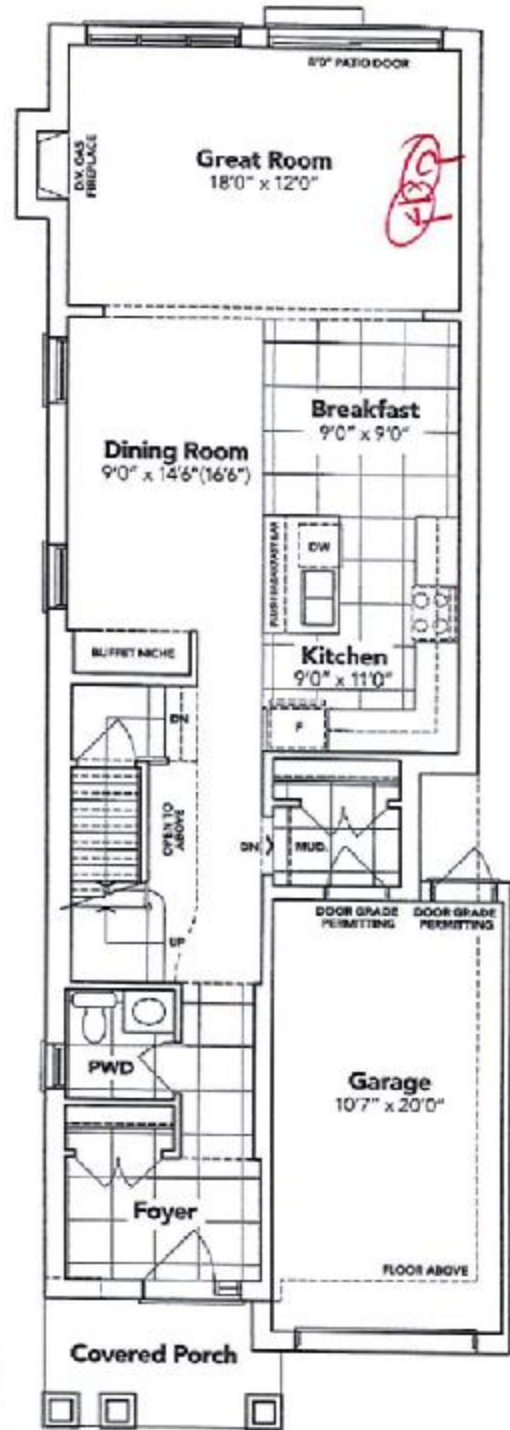 8'0" PATIO DOOR
D.V. GAS
FIREPLACE
Great Room
18'0" x 12'0"
Breakfast
9'0" x 9'0"
Dining Room
9'0" x 14'6"(16'6")
FLUSH BREAKFAST BAR
DW
Kitchen
9'0" x 11'0"
BUFFET NICHE
F
DN
OPEN TO
ABOVE
DN
MUD.
UP
DOOR GRADE
PERMITTING
DOOR GRADE
PERMITTING
PWD
Garage
10'7" x 20'0"
Foyer
FLOOR ABOVE
Covered Porch